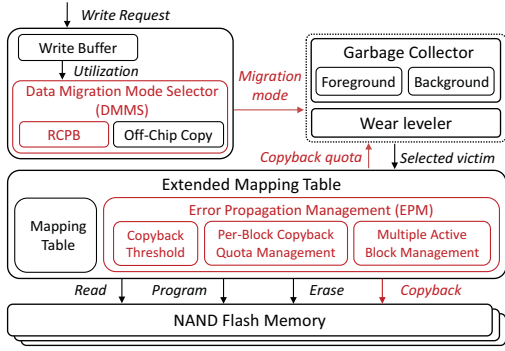 Write Request
Write Buffer
Utilization
Data Migration Mode Selector
(DMMS)
RCPB
Off-Chip Copy
Migration
mode
Garbage Collector
Foreground
Background
Wear leveler
Copyback quota
Selected victim
Extended Mapping Table
Mapping
Table
Error Propagation Management (EPM)
Copyback
Threshold
Per-Block Copyback
Quota Management
Multiple Active
Block Management
Read
Program
Erase
Copyback
NAND Flash Memory